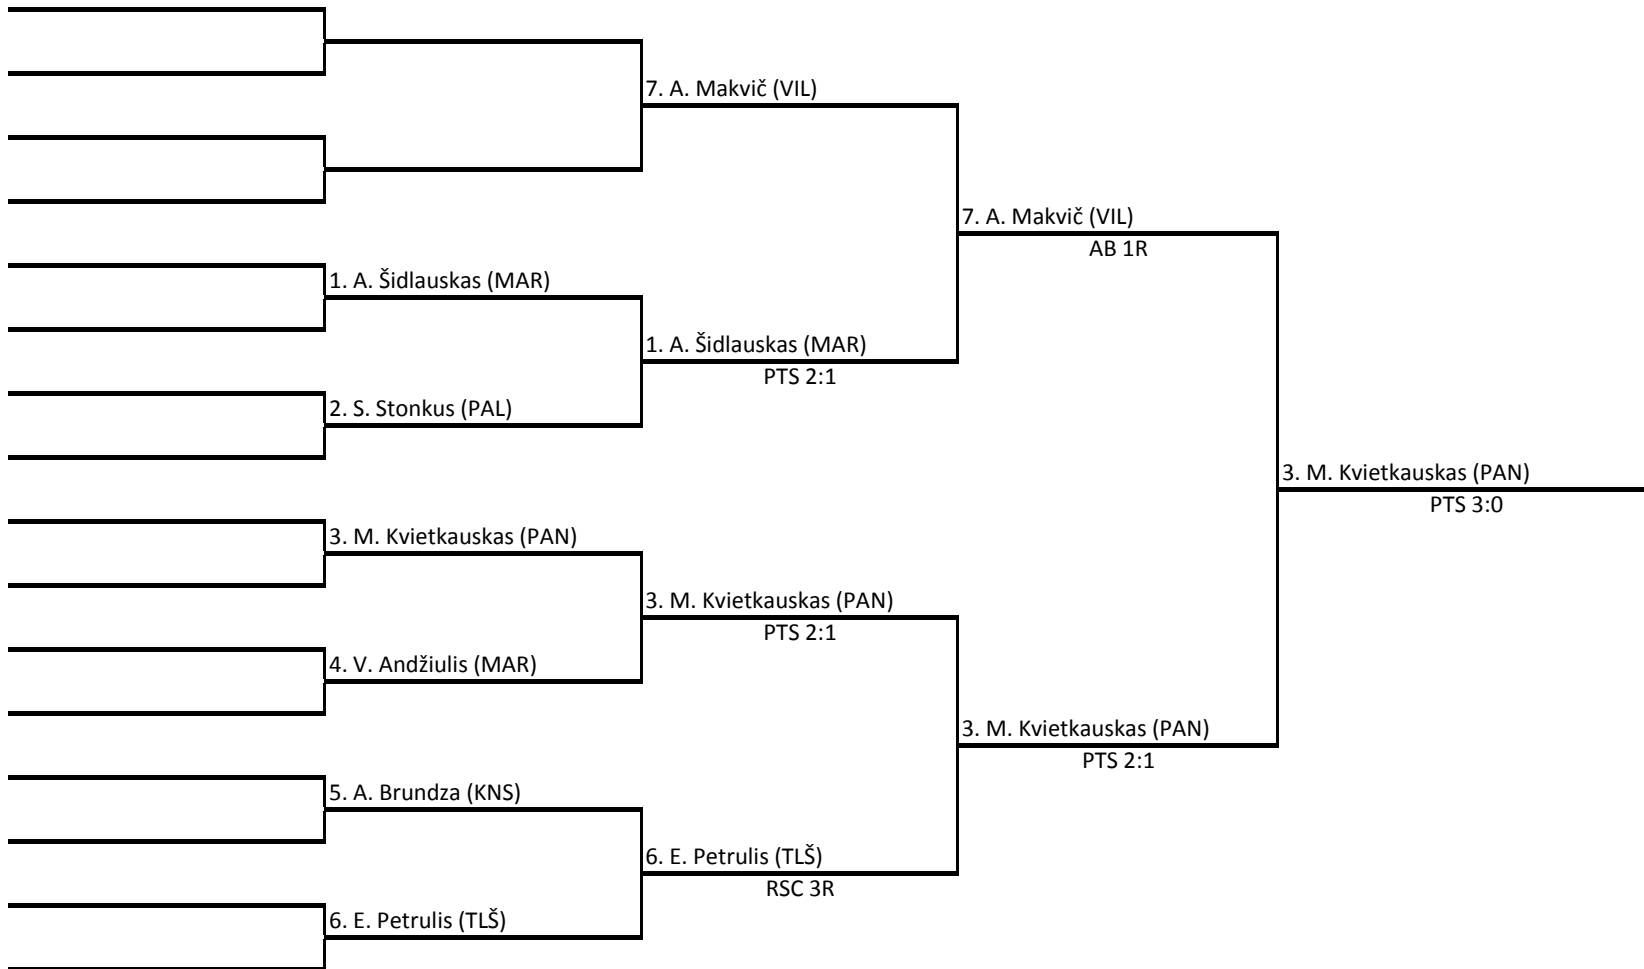 7. A. Makvič (VIL)
7. A. Makvič (VIL)
AB 1R
1. A. Šidlauskas (MAR)
1. A. Šidlauskas (MAR)
PTS 2:1
2. S. Stonkus (PAL)
3. M. Kvietkauskas (PAN)
PTS 3:0
3. M. Kvietkauskas (PAN)
3. M. Kvietkauskas (PAN)
PTS 2:1
4. V. Andžiulis (MAR)
3. M. Kvietkauskas (PAN)
PTS 2:1
5. A. Brundza (KNS)
6. E. Petrulis (TLŠ)
RSC 3R
6. E. Petrulis (TLŠ)